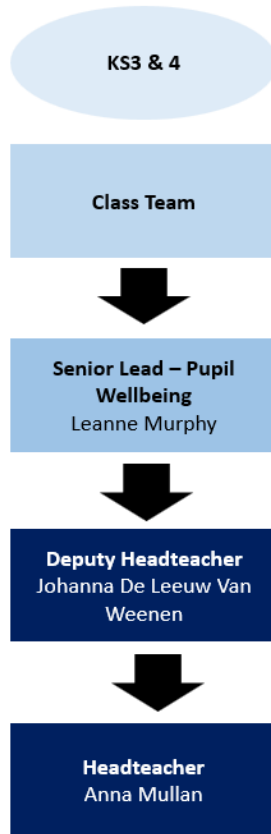 KS3 & 4
Class Team
Senior Lead – Pupil
Wellbeing
Leanne Murphy
Deputy Headteacher
Johanna De Leeuw Van
Weenen
Headteacher
Anna Mullan